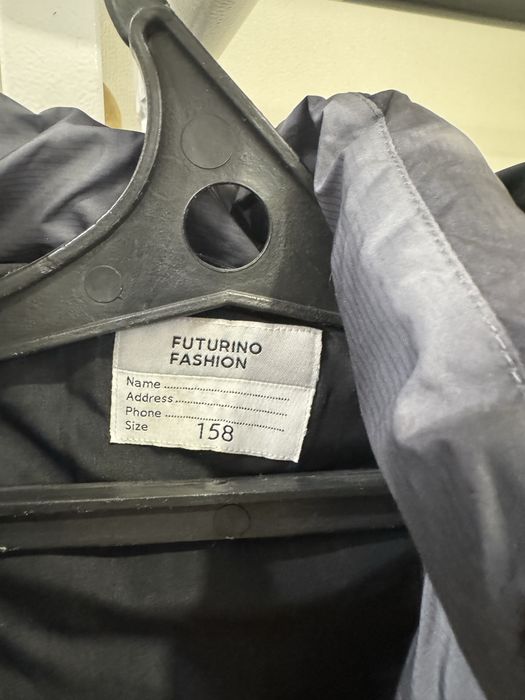 FUTURINO
FASHION
Name
Address
Phone
Size 158